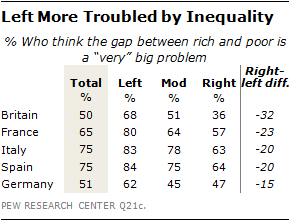 Left More Troubled by Inequality
% Who think the gap between rich and poor is
a "very" big problem
Total Left Mod Right Right-left diff.
% % % %
Britain 50 68 51 36 -32
France 65 80 64 57 -23
Italy 75 83 78 63 -20
Spain 75 84 75 64 -20
Germany 51 62 45 47 -15
PEW RESEARCH CENTER Q21c.